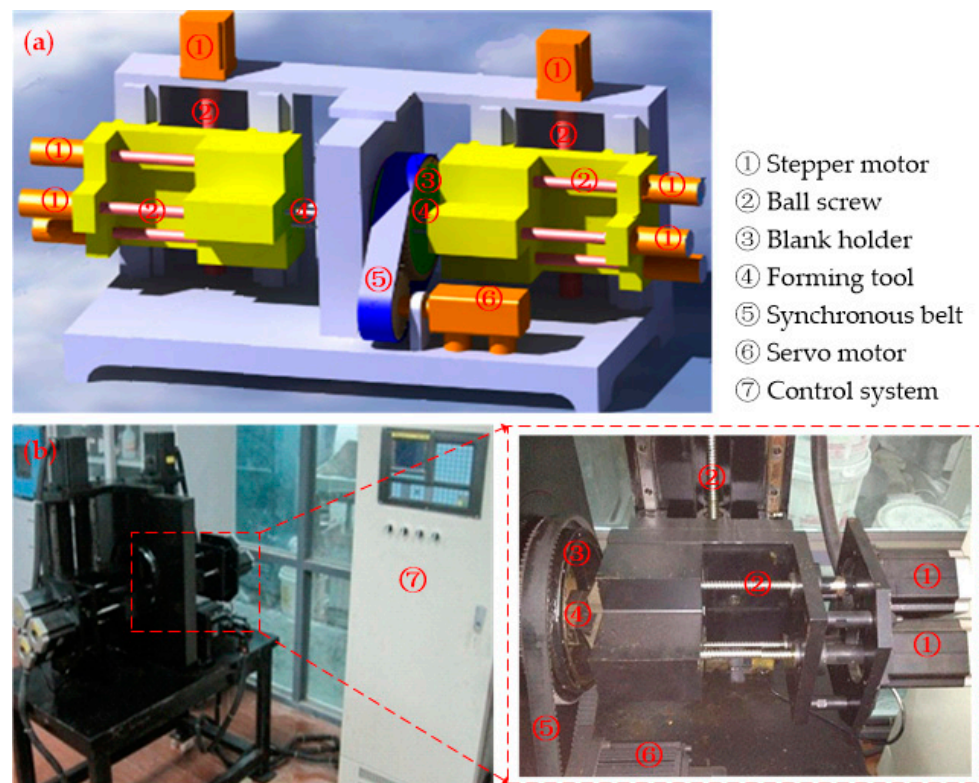 (a)
①
①
②
②
①
②
①
③
①
②
④
④
①
⑤
⑥
① Stepper motor
② Ball screw
③ Blank holder
④ Forming tool
⑤ Synchronous belt
⑥ Servo motor
⑦ Control system
(b)
⑦
②
③
②
①
④
①
⑤
⑥